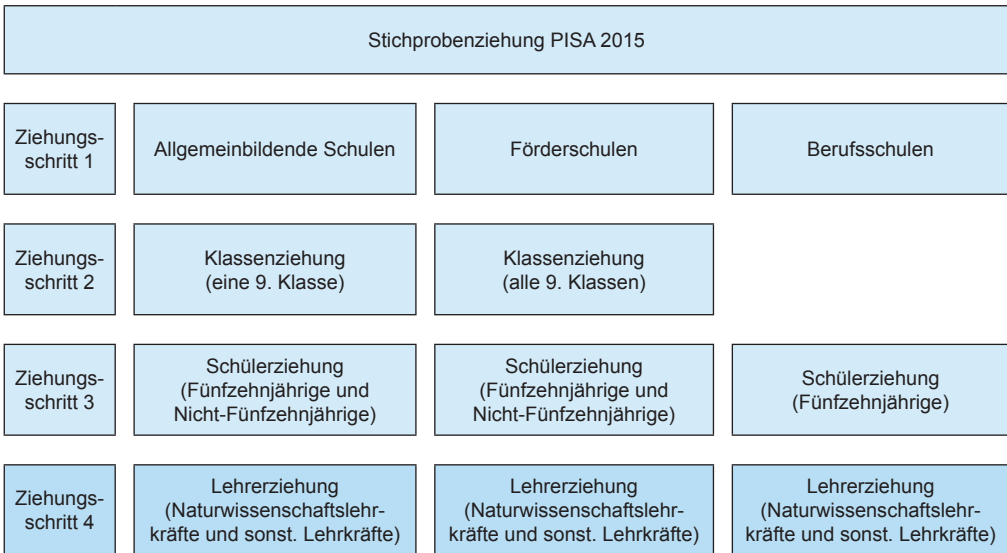 Stichprobenziehung PISA 2015
Ziehungs-
schritt 1
Allgemeinbildende Schulen
Förderschulen
Berufsschulen
Ziehungs-
schritt 2
Klassenziehung
(eine 9. Klasse)
Klassenziehung
(alle 9. Klassen)
Ziehungs-
schritt 3
Schülerziehung
(Fünfzehnjährige und
Nicht-Fünfzehnjährige)
Schülerziehung
(Fünfzehnjährige und
Nicht-Fünfzehnjährige)
Schülerziehung
(Fünfzehnjährige)
Ziehungs-
schritt 4
Lehrerziehung
(Naturwissenschaftslehr-
kräfte und sonst. Lehrkräfte)
Lehrerziehung
(Naturwissenschaftslehr-
kräfte und sonst. Lehrkräfte)
Lehrerziehung
(Naturwissenschaftslehr-
kräfte und sonst. Lehrkräfte)